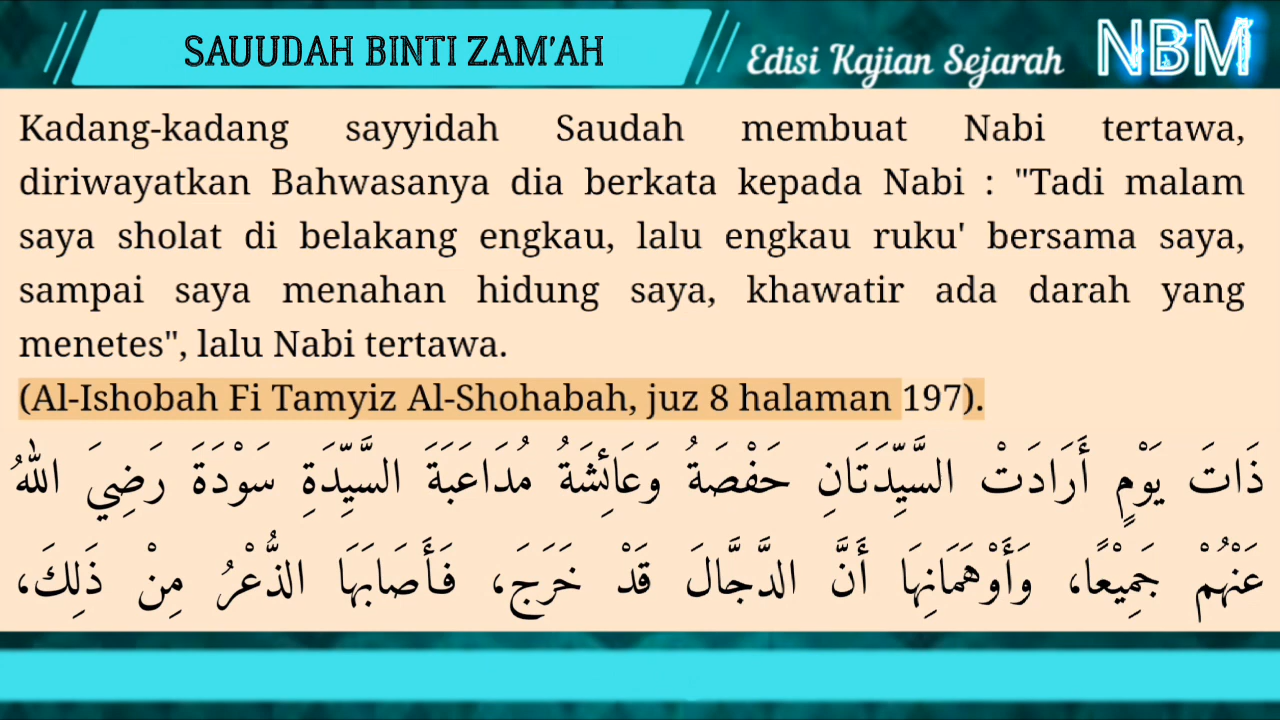 SAUUDAH BINTI ZAM'AH
Edisi Kajian Sejarah
NBM
Kadang-kadang sayyidah Saudah membuat Nabi tertawa,
diriwayatkan Bahwasanya dia berkata kepada Nabi : "Tadi malam
saya sholat di belakang engkau, lalu engkau ruku' bersama saya,
sampai saya menahan hidung saya, khawatir ada darah yang
menetes", lalu Nabi tertawa.
(Al-Ishobah Fi Tamyiz Al-Shohabah, juz 8 halaman 197).
ذَاتَ يَوْمٍ أَرَادَتْ السَّيِّدَتَانِ حَفْصَةُ وَعَائِشَةُ مُدَاعَبَةَ السَّيِّدَةِ سَوْدَةَ رَضِيَ اللهُ
عَنْهُمْ جَمِيْعًا، وَأَوْهَمَانِهَا أَنَّ الدَّجَّالَ قَدْ خَرَجَ، فَأَصَابَهَا الذُّعْرُ مِنْ ذَلِكَ،